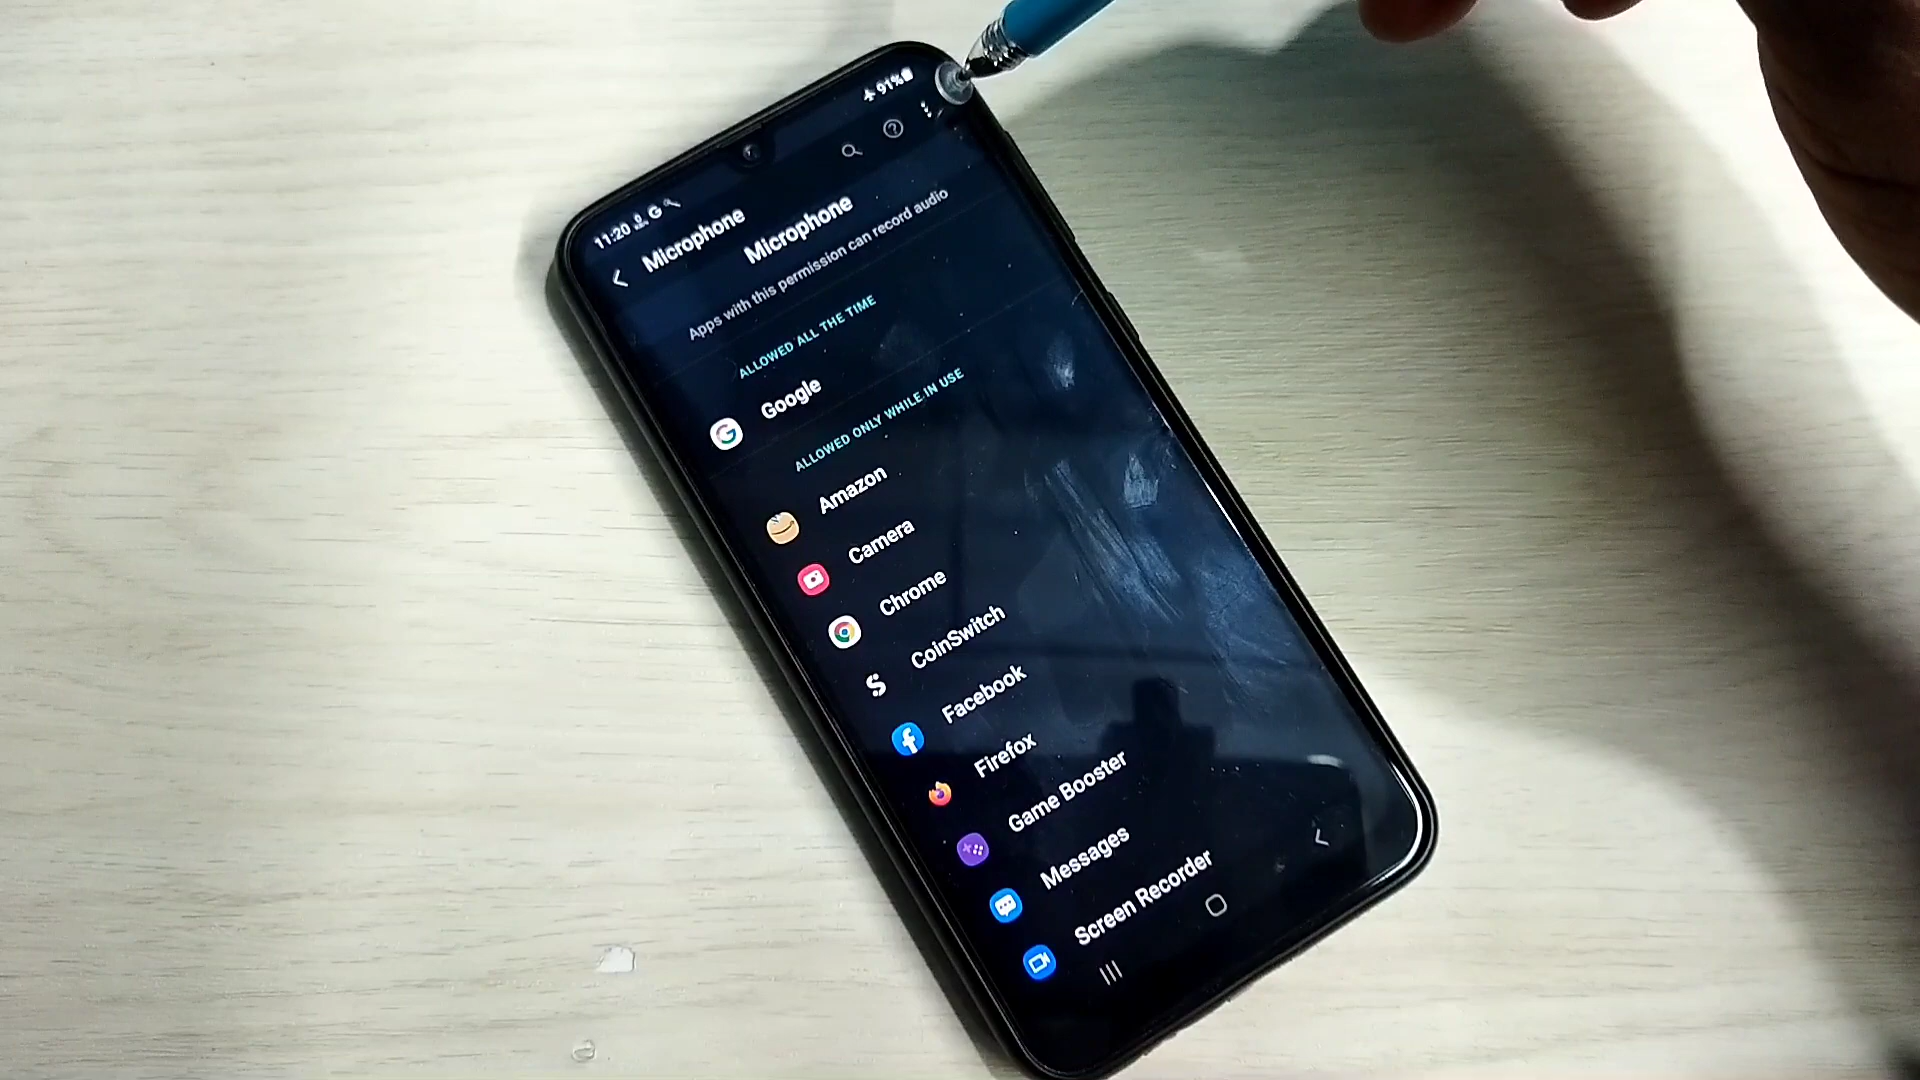 11:20
91%
Microphone
Microphone
Apps with this permission can record audio
ALLOWED ALL THE TIME
Google
ALLOWED ONLY WHILE IN USE
Amazon
Camera
Chrome
CoinSwitch
Facebook
Firefox
Game Booster
Messages
Screen Recorder